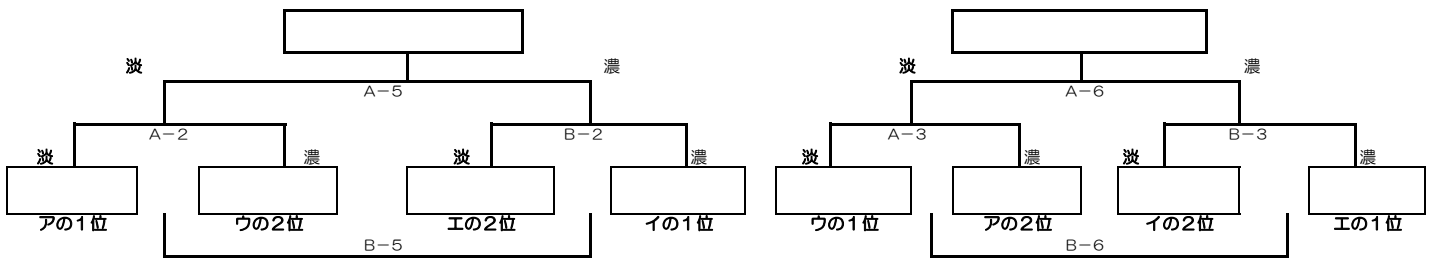 淡 濃 淡 濃
A-5 A-6
A-2 B-2 A-3 B-3
淡 濃 淡 濃 淡 濃 淡 濃
アの1位 ウの2位 エの2位 イの1位 ウの1位 アの2位 イの2位 エの1位
B-5 B-6